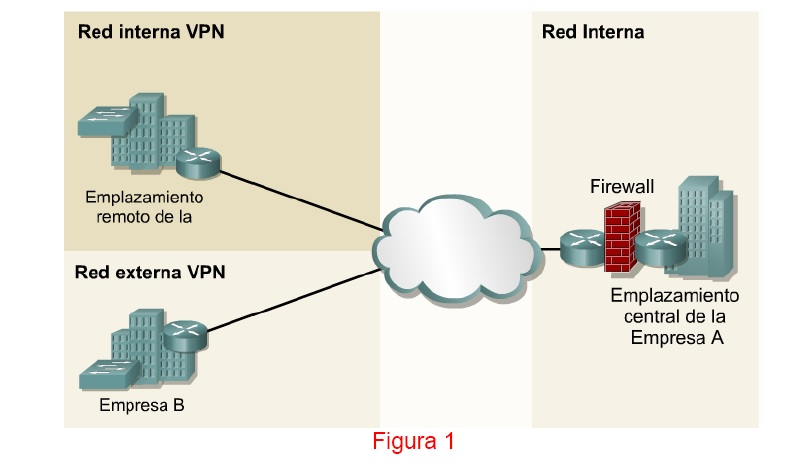 Red interna VPN
Emplazamiento
remoto de la
Red externa VPN
Empresa B
Red Interna
Firewall
Emplazamiento
central de la
Empresa A
Figura 1